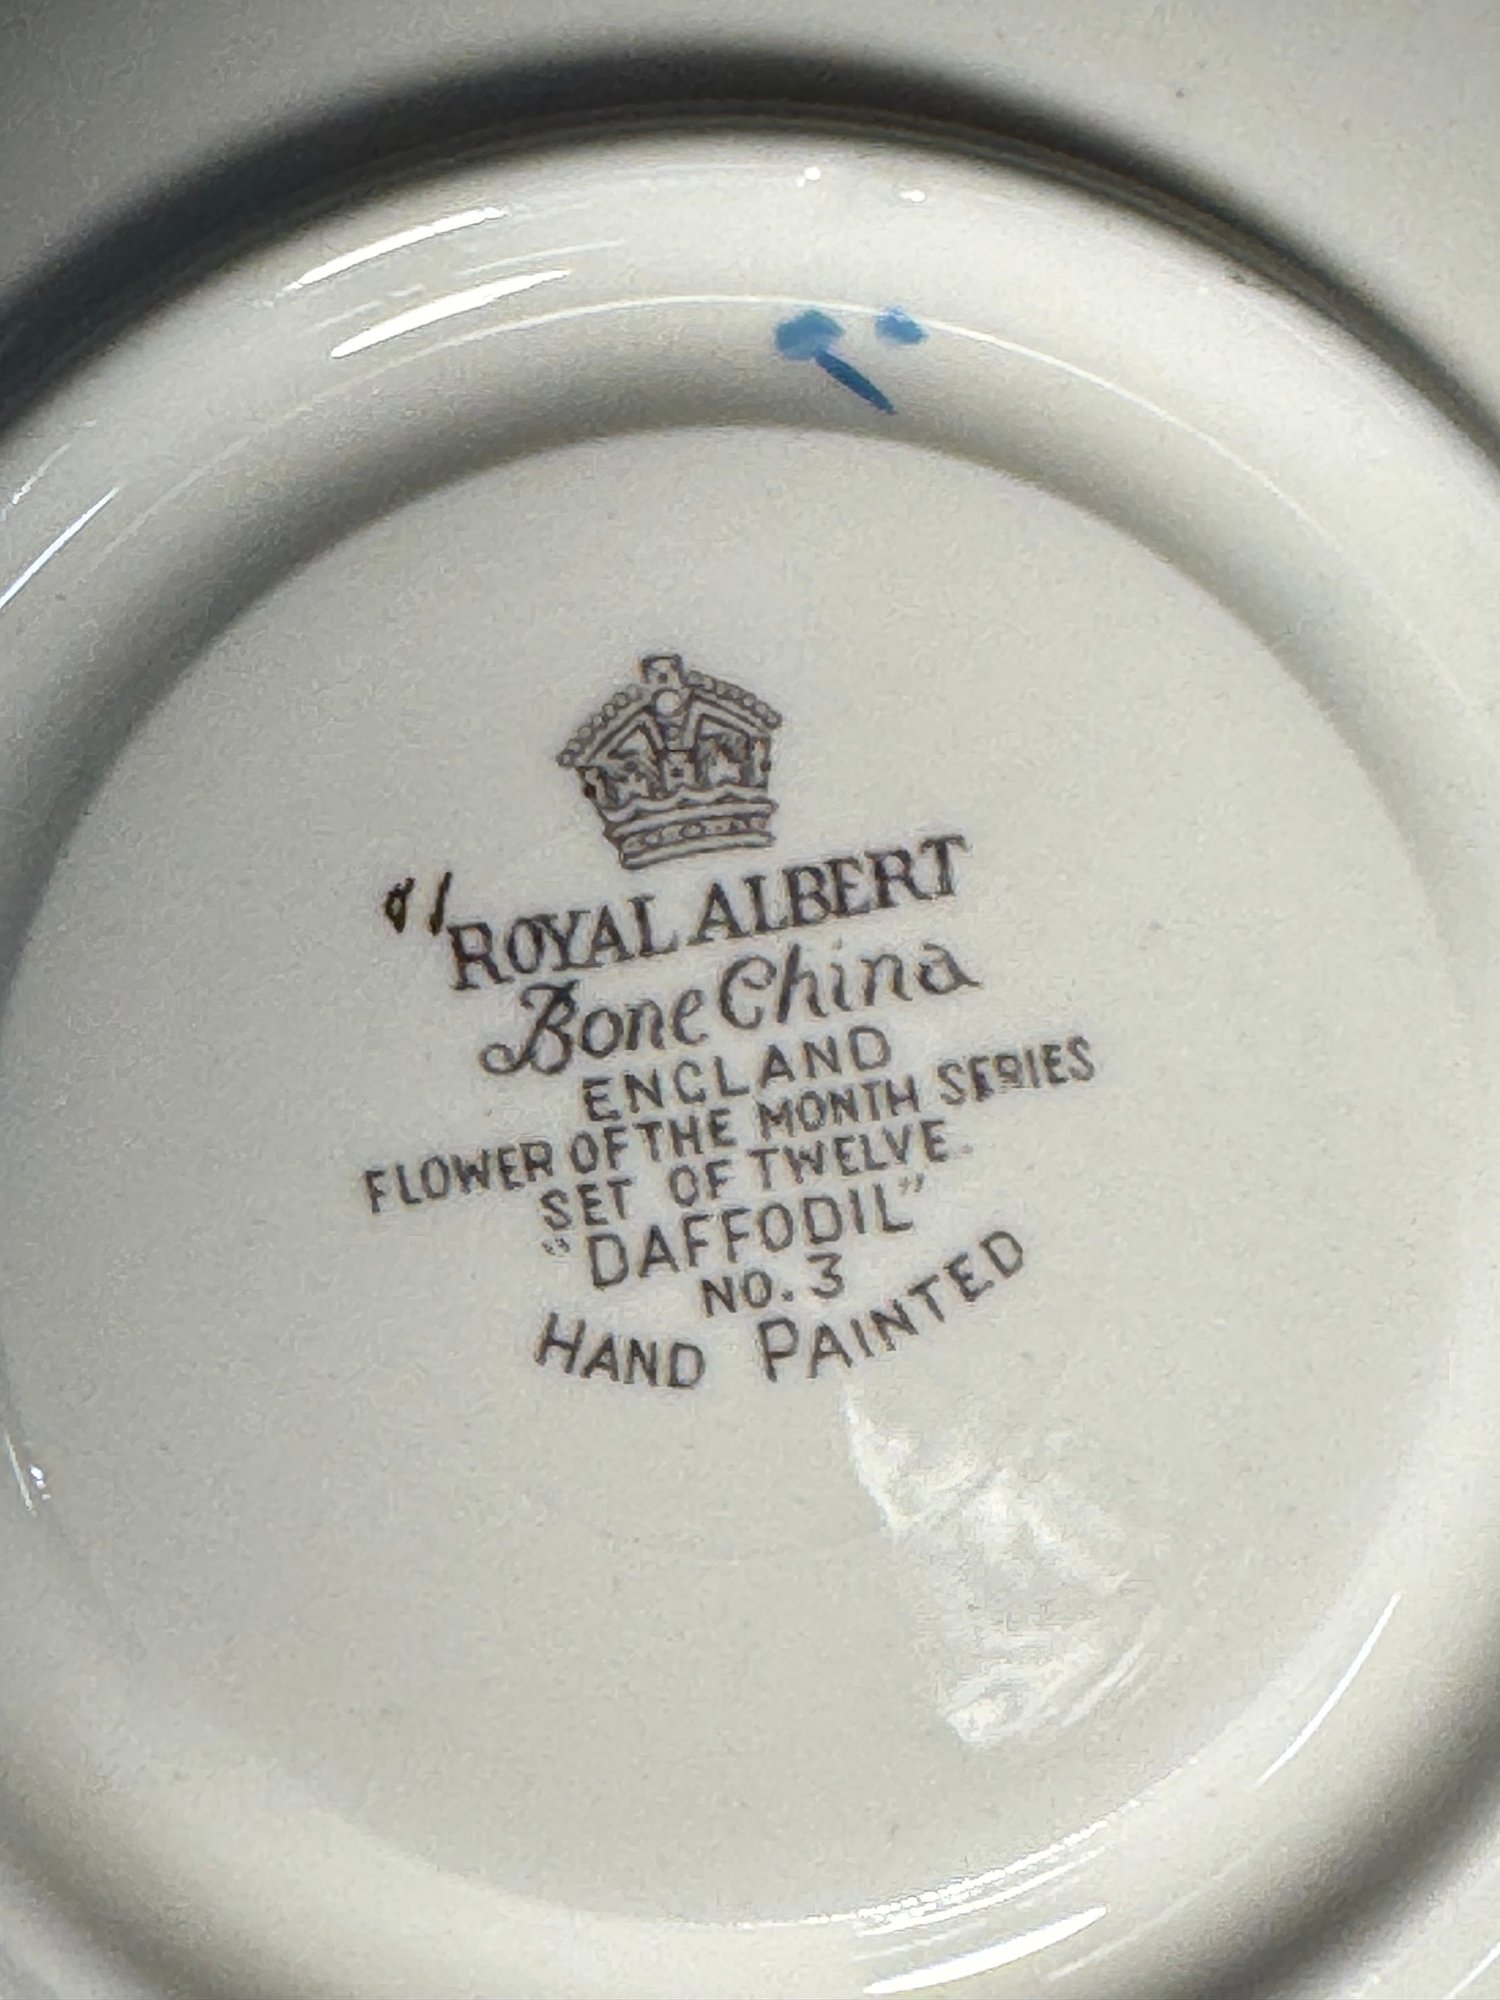 ROYAL ALBERT
Bone China
ENGLAND
FLOWER OF THE MONTH SERIES
SET OF TWELVE.
"DAFFODIL"
NO. 3
HAND PAINTED